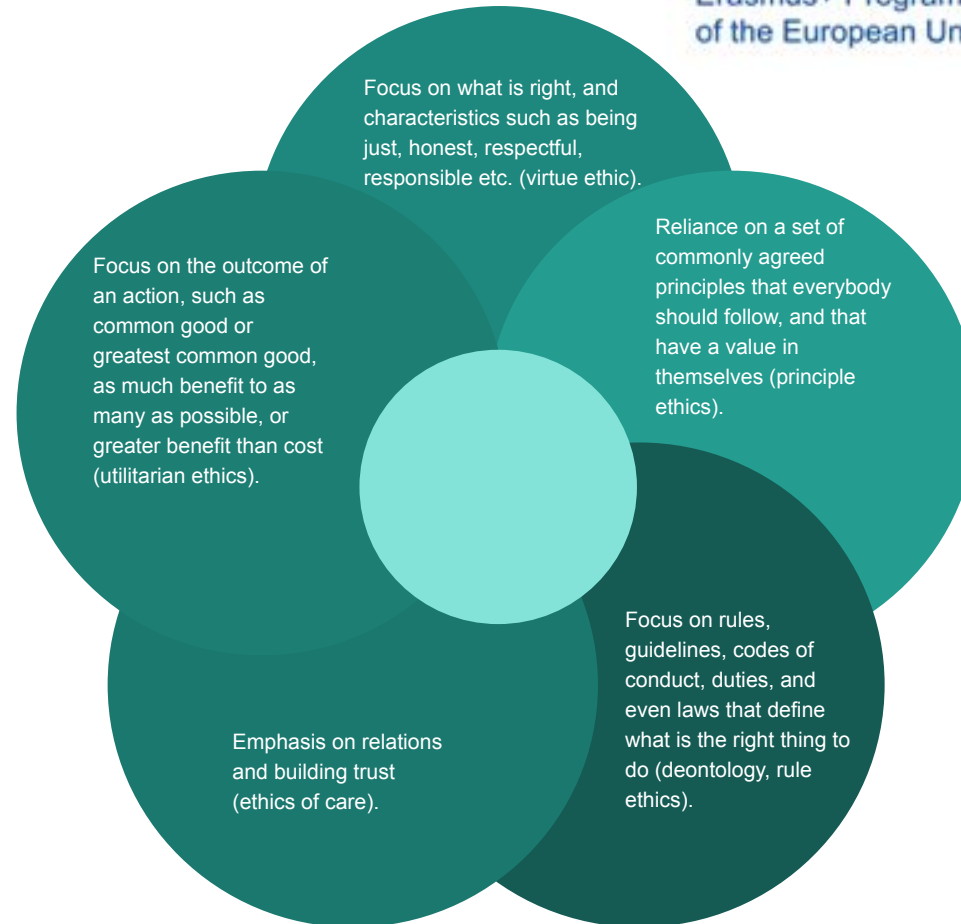 of the European Un
Focus on what is right, and
characteristics such as being
just, honest, respectful,
responsible etc. (virtue ethic).
Reliance on a set of
commonly agreed
principles that everybody
should follow, and that
have a value in
themselves (principle
ethics).
Focus on the outcome of
an action, such as
common good or
greatest common good,
as much benefit to as
many as possible, or
greater benefit than cost
(utilitarian ethics).
Focus on rules,
guidelines, codes of
conduct, duties, and
even laws that define
what is the right thing to
do (deontology, rule
ethics).
Emphasis on relations
and building trust
(ethics of care).